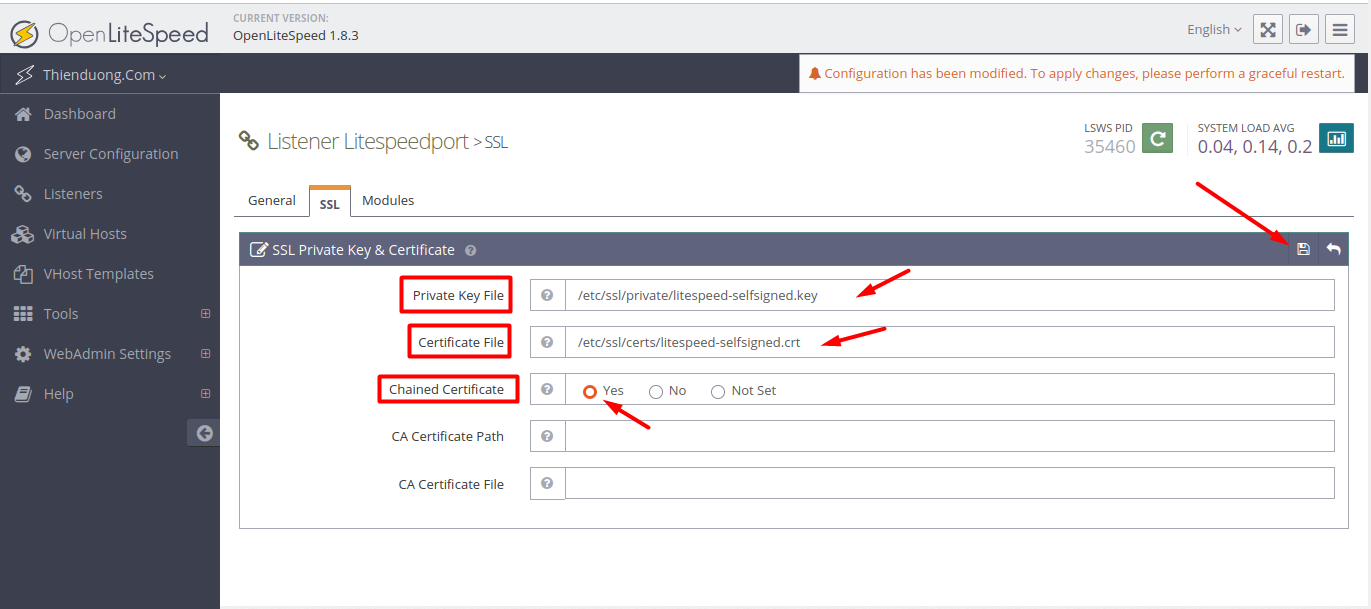 OpenLiteSpeed
CURRENT VERSION:
OpenLiteSpeed 1.8.3
English
Thienduong.Com
Configuration has been modified. To apply changes, please perform a graceful restart.
Dashboard
Server Configuration
Listeners
Virtual Hosts
VHost Templates
Tools
WebAdmin Settings
Help
Listener Litespeedport > SSL
LSWS PID
35460
SYSTEM LOAD AVG
0.04, 0.14, 0.2
General SSL Modules
SSL Private Key & Certificate
Private Key File /etc/ssl/private/litespeed-selfsigned.key
Certificate File /etc/ssl/certs/litespeed-selfsigned.crt
Chained Certificate Yes No Not Set
CA Certificate Path
CA Certificate File